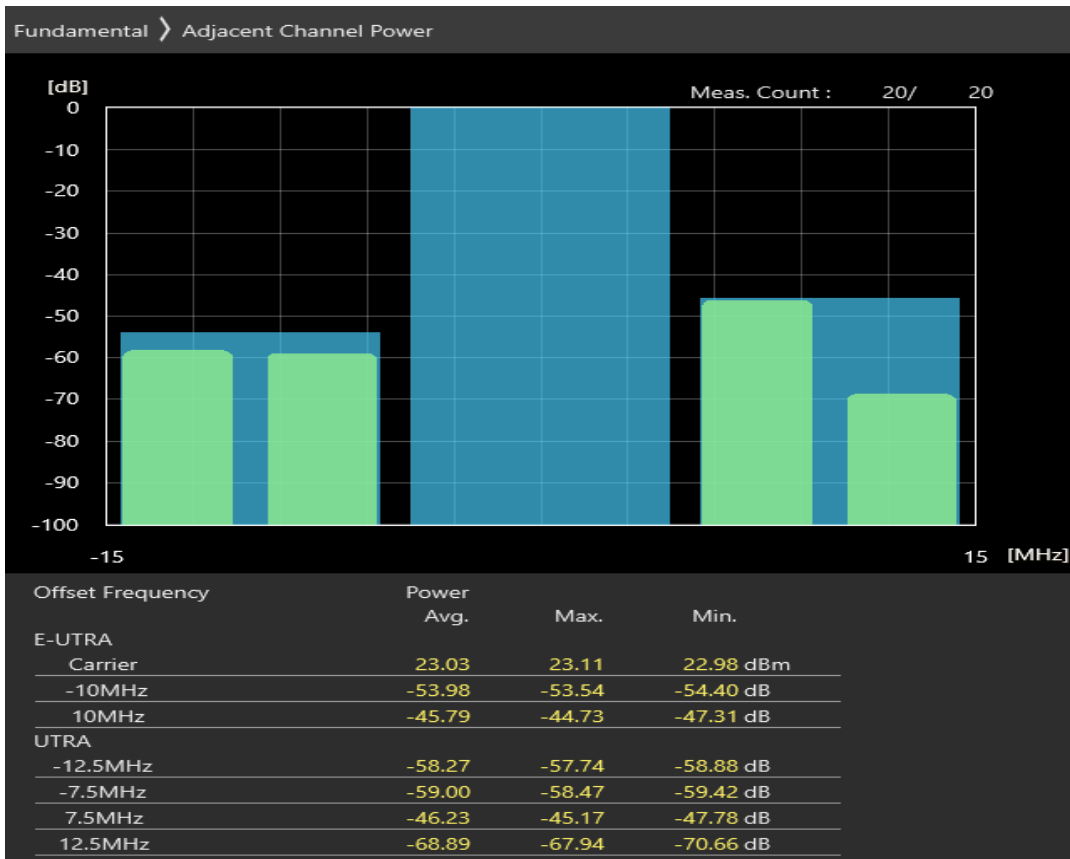 Fundamental 〉 Adjacent Channel Power
[dB]
Meas. Count : 20/ 20
0
-10
-20
-30
-40
-50
-60
-70
-80
-90
-100
-15 15 [MHz]
Offset Frequency Power
Avg. Max. Min.
E-UTRA
Carrier 23.03 23.11 22.98 dBm
-10MHz -53.98 -53.54 -54.40 dB
10MHz -45.79 -44.73 -47.31 dB
UTRA
-12.5MHz -58.27 -57.74 -58.88 dB
-7.5MHz -59.00 -58.47 -59.42 dB
7.5MHz -46.23 -45.17 -47.78 dB
12.5MHz -68.89 -67.94 -70.66 dB